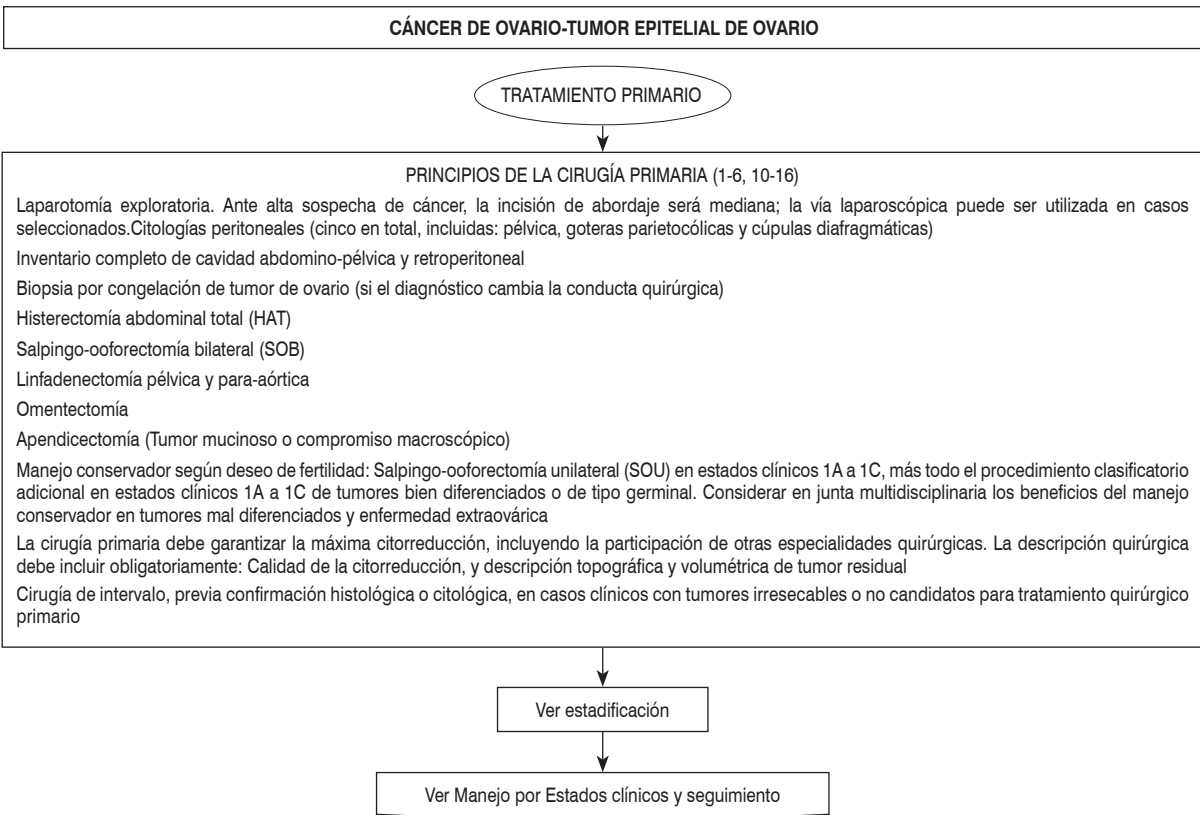 CÁNCER DE OVARIO-TUMOR EPITELIAL DE OVARIO
TRATAMIENTO PRIMARIO
PRINCIPIOS DE LA CIRUGÍA PRIMARIA (1-6, 10-16)
Laparotomía exploratoria. Ante alta sospecha de cáncer, la incisión de abordaje será mediana; la vía laparoscópica puede ser utilizada en casos
seleccionados.Citologías peritoneales (cinco en total, incluidas: pélvica, goteras parietocólicas y cúpulas diafragmáticas)
Inventario completo de cavidad abdomino-pélvica y retroperitoneal
Biopsia por congelación de tumor de ovario (si el diagnóstico cambia la conducta quirúrgica)
Histerectomía abdominal total (HAT)
Salpingo-ooforectomía bilateral (SOB)
Linfadenectomía pélvica y para-aórtica
Omentectomía
Apendicectomía (Tumor mucinoso o compromiso macroscópico)
Manejo conservador según deseo de fertilidad: Salpingo-ooforectomía unilateral (SOU) en estados clínicos 1A a 1C, más todo el procedimiento clasificatorio
adicional en estados clínicos 1A a 1C de tumores bien diferenciados o de tipo germinal. Considerar en junta multidisciplinaria los beneficios del manejo
conservador en tumores mal diferenciados y enfermedad extraovárica
La cirugía primaria debe garantizar la máxima citorreducción, incluyendo la participación de otras especialidades quirúrgicas. La descripción quirúrgica
debe incluir obligatoriamente: Calidad de la citorreducción, y descripción topográfica y volumétrica de tumor residual
Cirugía de intervalo, previa confirmación histológica o citológica, en casos clínicos con tumores irresecables o no candidatos para tratamiento quirúrgico
primario
Ver estadificación
Ver Manejo por Estados clínicos y seguimiento